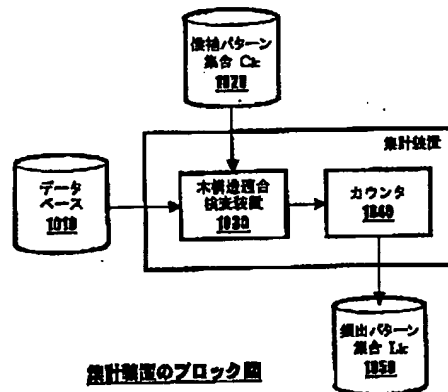 候補パターン
集合 Ck
1020
集計装置
データ
ベース
1010
木構造適合
検査装置
1030
カウンタ
1040
頻出パターン
集合 Lk
1050
集計装置のブロック図